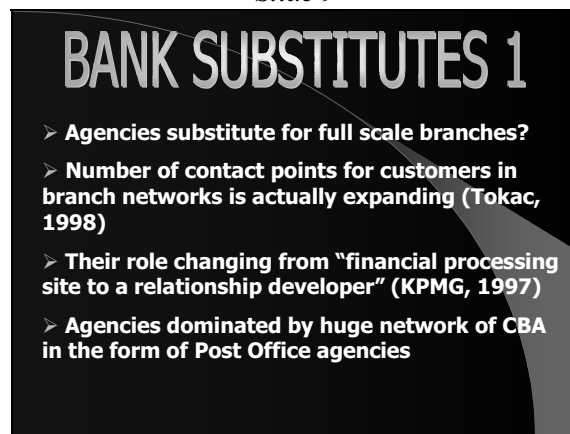 BANK SUBSTITUTES 1
➢ Agencies substitute for full scale branches?
➢ Number of contact points for customers in
branch networks is actually expanding (Tokac,
1998)
➢ Their role changing from “financial processing
site to a relationship developer” (KPMG, 1997)
➢ Agencies dominated by huge network of CBA
in the form of Post Office agencies